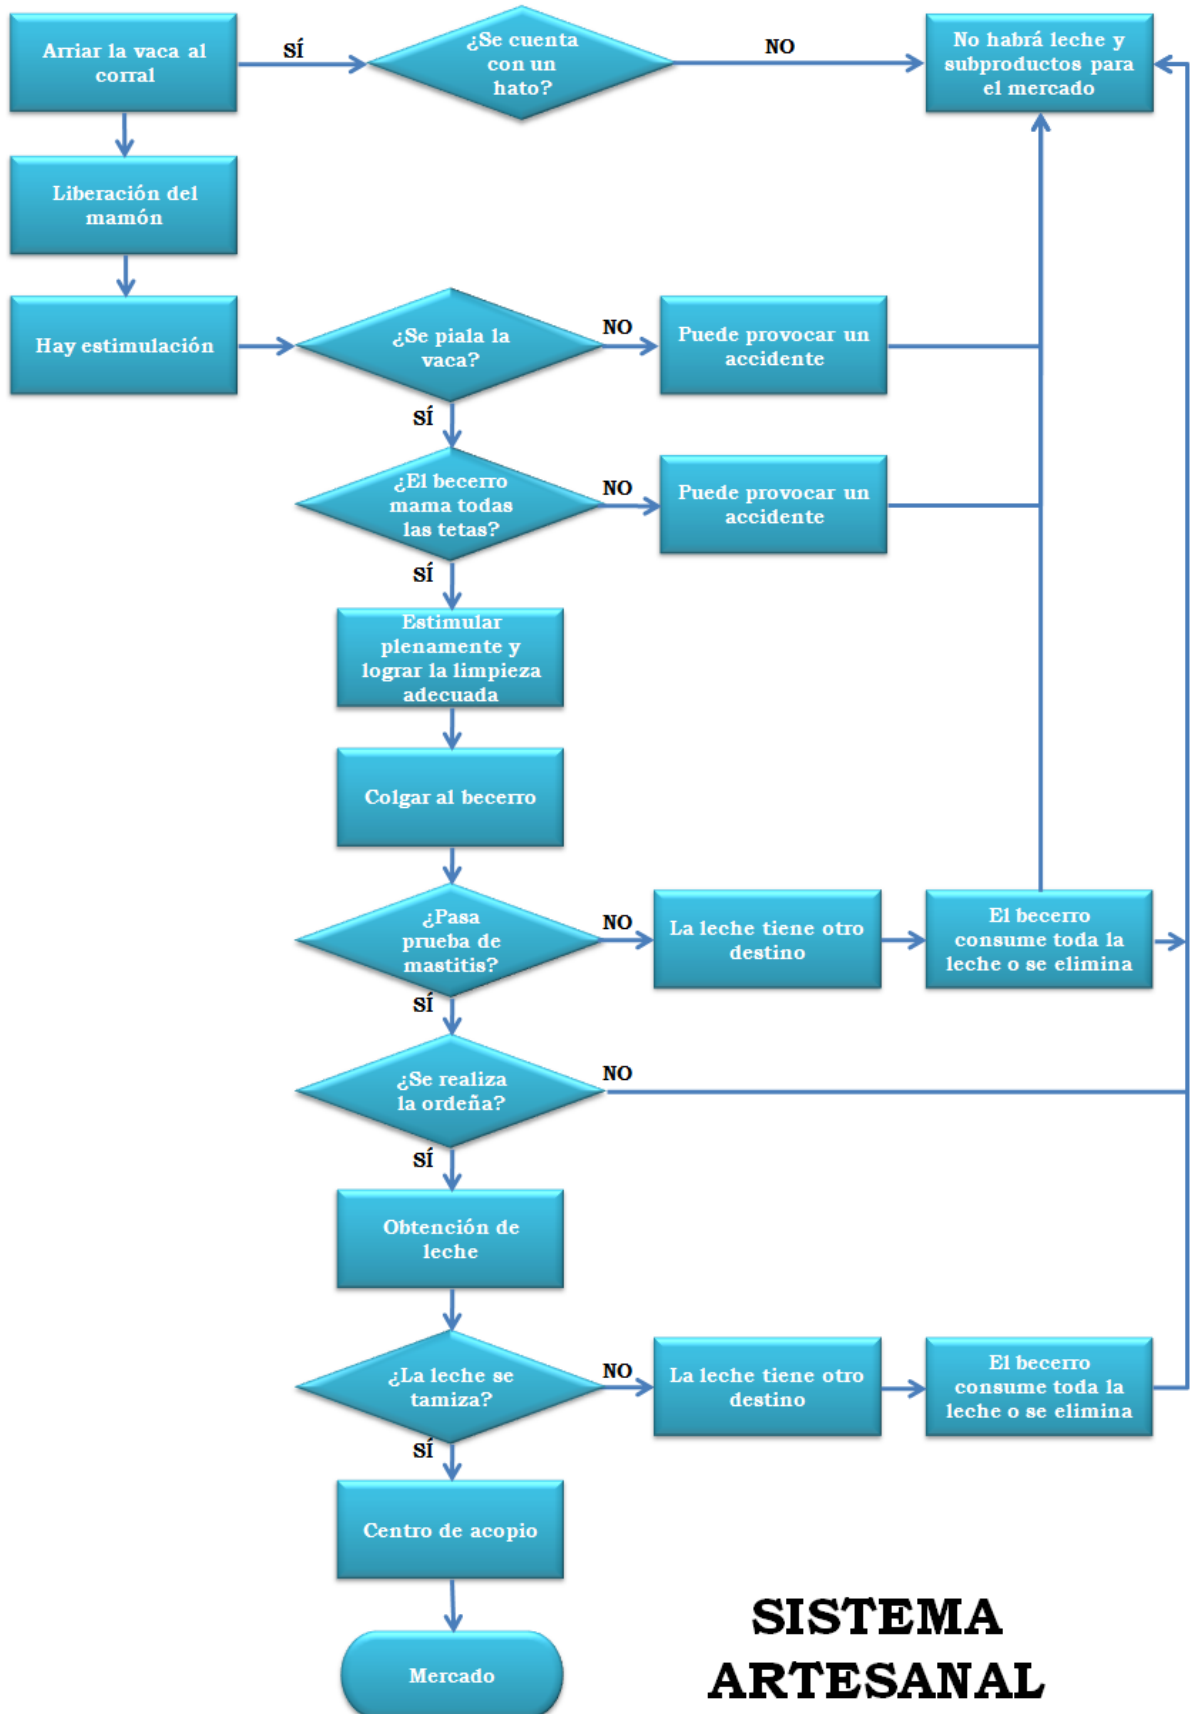 Arriar la vaca al
corral
SÍ
¿Se cuenta
con un
hato?
NO
No habrá leche y
subproductos para
el mercado
Liberación del
mamón
Hay estimulación
¿Se piala la
vaca?
NO
Puede provocar un
accidente
SÍ
¿El becerro
mama todas
las tetas?
NO
Puede provocar un
accidente
SÍ
Estimular
plenamente y
lograr la limpieza
adecuada
Colgar al becerro
¿Pasa
prueba de
mastitis?
NO
La leche tiene otro
destino
El becerro
consume toda la
leche o se elimina
SÍ
¿Se realiza
la ordeña?
NO
SÍ
Obtención de
leche
¿La leche se
tamiza?
NO
La leche tiene otro
destino
El becerro
consume toda la
leche o se elimina
SÍ
Centro de acopio
Mercado
SISTEMA
ARTESANAL